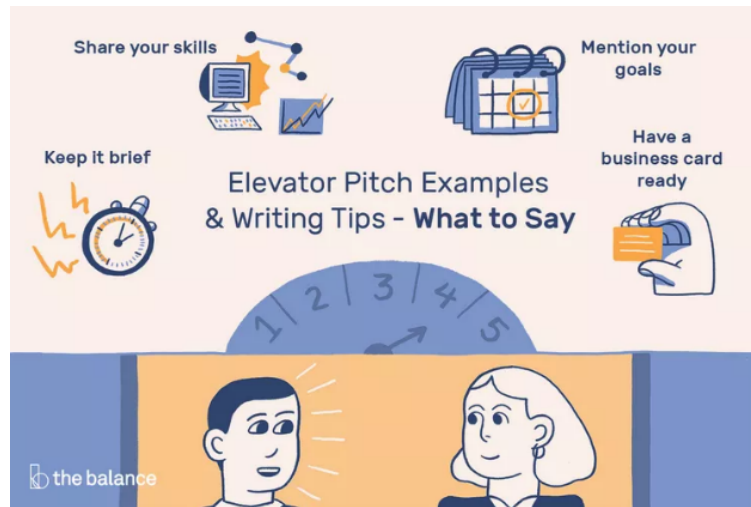 Share your skills
Mention your
goals
Keep it brief
Have a
business card
ready
Elevator Pitch Examples
& Writing Tips - What to Say
1 2 3 4 5
the balance